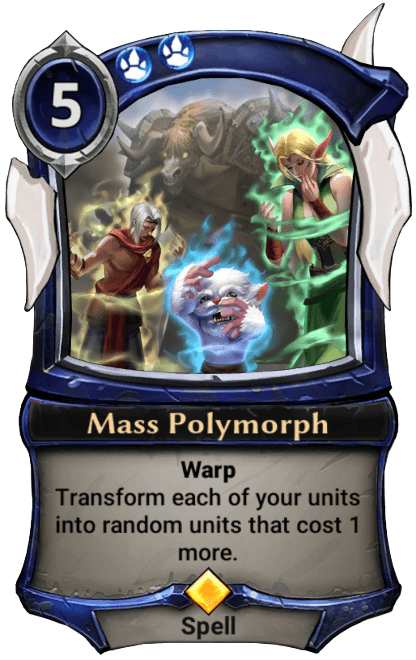 5
Mass Polymorph
Warp
Transform each of your units
into random units that cost 1
more.
Spell